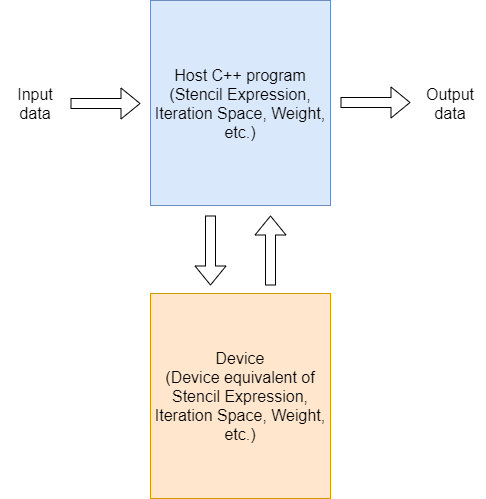 Input
data
Host C++ program
(Stencil Expression,
Iteration Space, Weight,
etc.)
Output
data
Device
(Device equivalent of
Stencil Expression,
Iteration Space, Weight,
etc.)